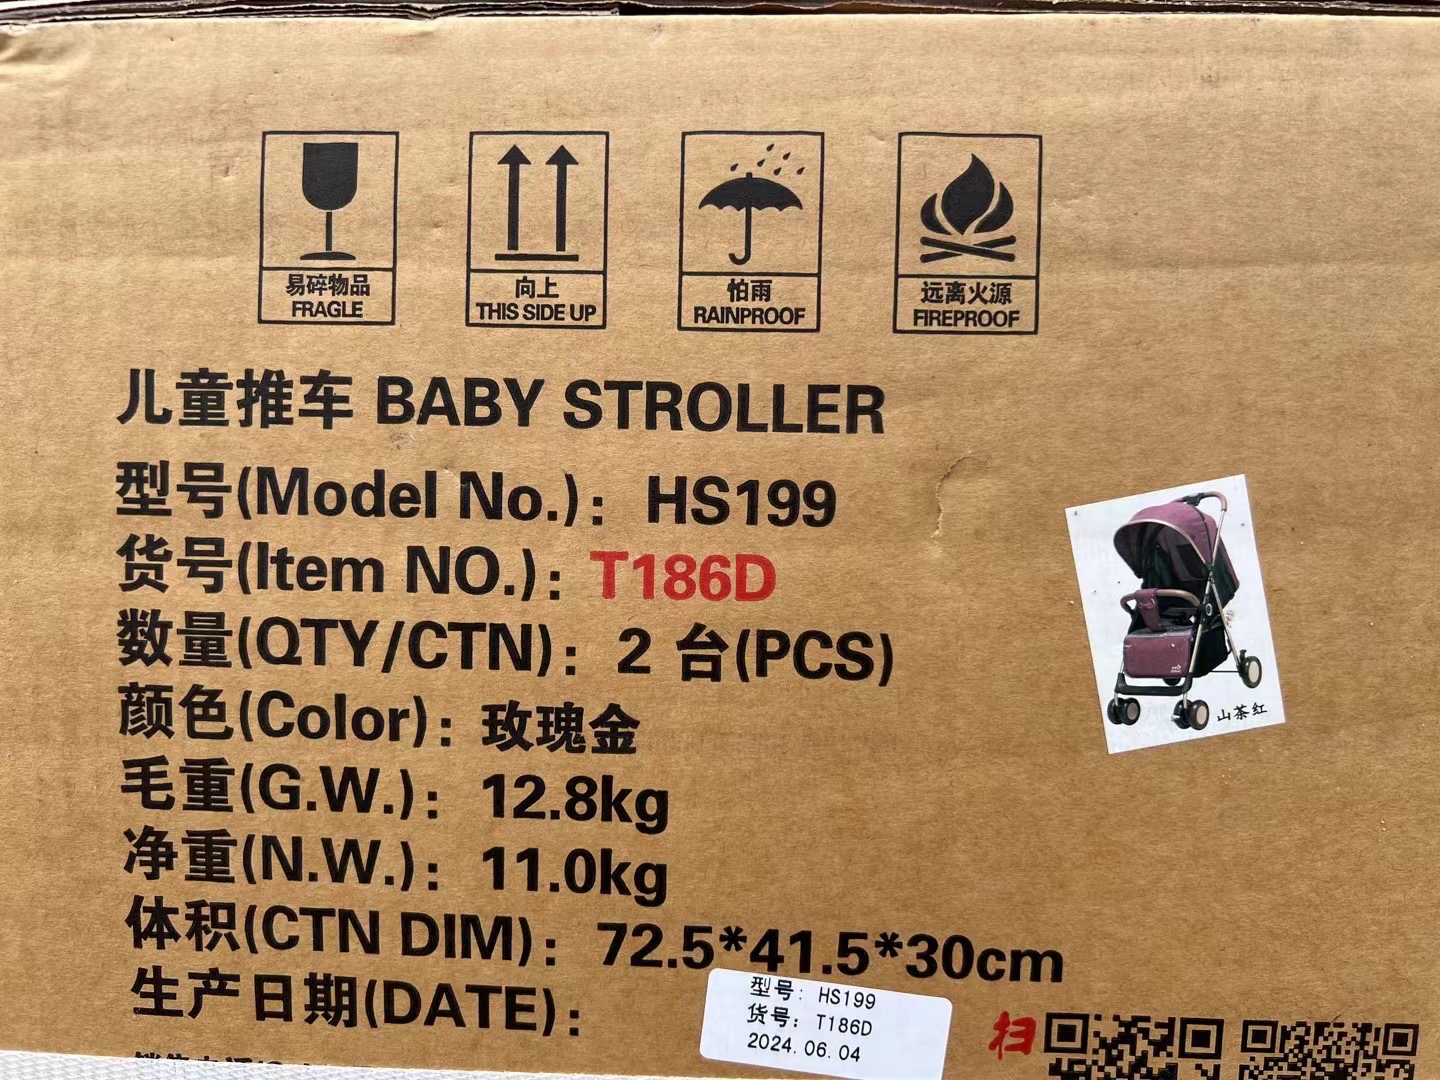 易碎物品
FRAGLE
向上
THIS SIDE UP
怕雨
RAINPROOF
远离火源
FIREPROOF
儿童推车 BABY STROLLER
型号(Model No.): HS199
货号(Item NO.): T186D
数量(QTY/CTN): 2 台(PCS)
颜色(Color): 玫瑰金
毛重(G.W.): 12.8kg
净重(N.W.): 11.0kg
体积(CTN DIM): 72.5*41.5*30cm
生产日期(DATE):
山茶红
型号: HS199
货号: T186D
2024.06.04
扫